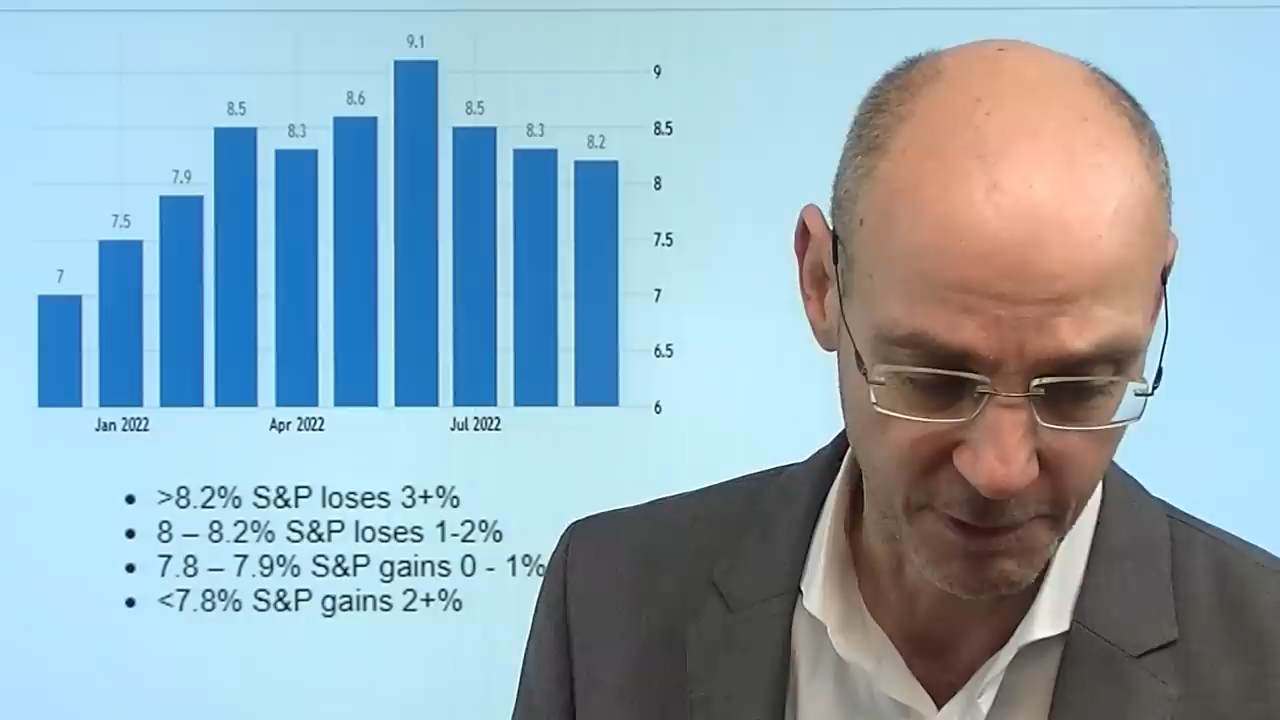 9.1
8.6
8.5
8.5
8.3
8.3
8.2
7.9
7.5
7
9
8.5
8
7.5
7
6.5
6
Jan 2022
Apr 2022
Jul 2022
• >8.2% S&P loses 3+%
• 8 – 8.2% S&P loses 1-2%
• 7.8 – 7.9% S&P gains 0 - 1%
• <7.8% S&P gains 2+%